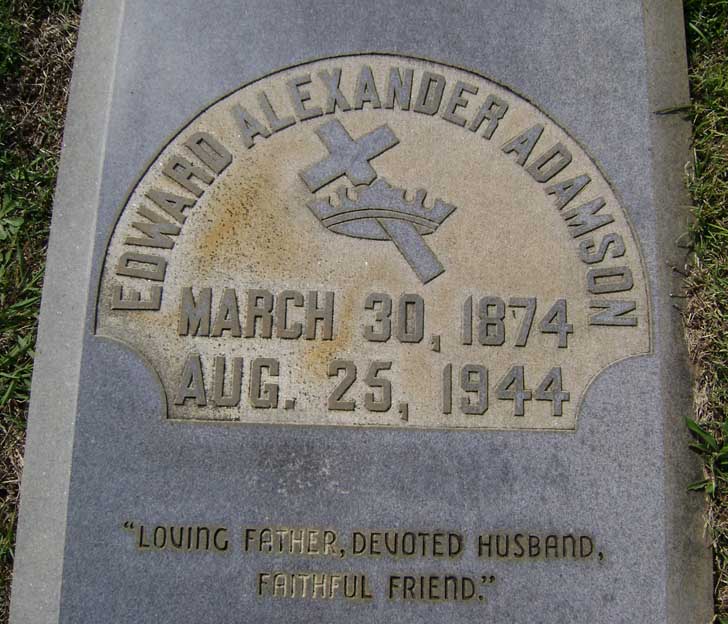 EDWARD ALEXANDER ADAMSON
MARCH 30, 1874
AUG. 25, 1944
"LOVING FATHER, DEVOTED HUSBAND,
FAITHFUL FRIEND."